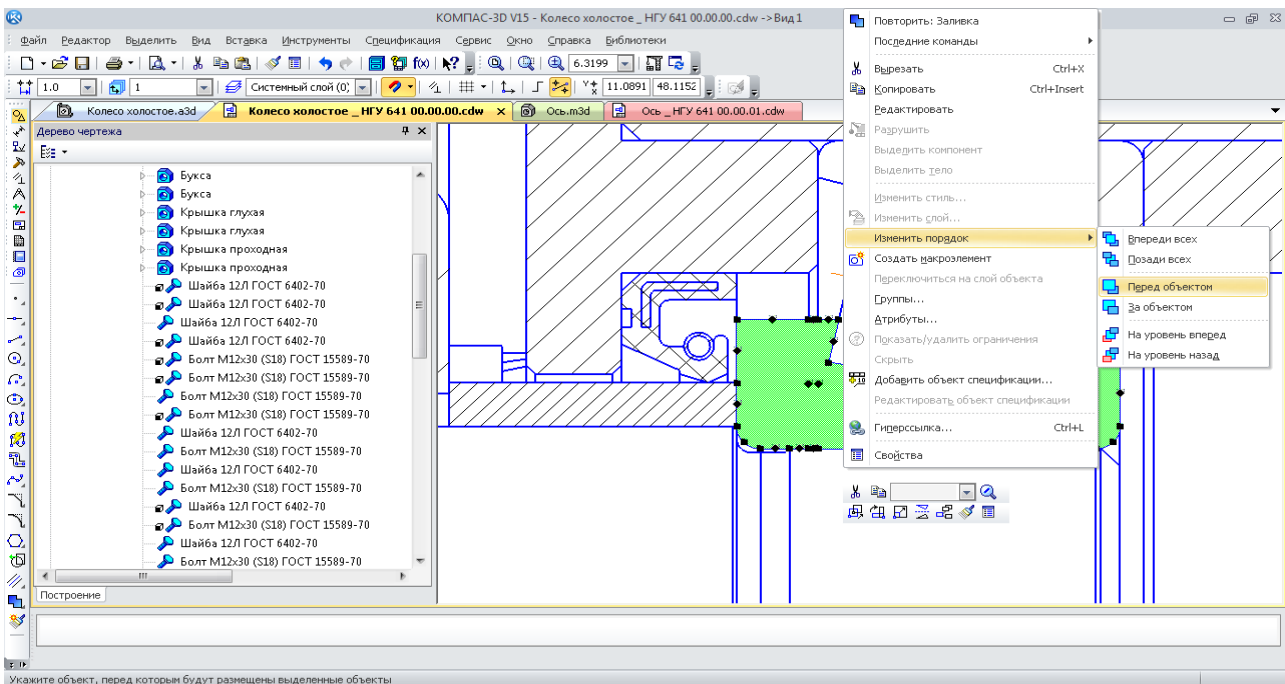 КОМПАС-3D V15 - Колесо холостое _ НГУ 641 00.00.00.cdw ->Вид 1
Файл Редактор Выделить Вид Вставка Инструменты Спецификация Сервис Окно Справка Библиотеки
6.3199
1.0 1 Системный слой (0) 11.0891 48.1152
Колесо холостое.a3d Колесо холостое _ НГУ 641 00.00.00.cdw Ось.m3d Ось _ НГУ 641 00.00.01.cdw
Дерево чертежа
Букса
Букса
Крышка глухая
Крышка глухая
Крышка проходная
Крышка проходная
Шайба 12Л ГОСТ 6402-70
Шайба 12Л ГОСТ 6402-70
Шайба 12Л ГОСТ 6402-70
Шайба 12Л ГОСТ 6402-70
Болт М12х30 (S18) ГОСТ 15589-70
Болт М12х30 (S18) ГОСТ 15589-70
Болт М12х30 (S18) ГОСТ 15589-70
Болт М12х30 (S18) ГОСТ 15589-70
Шайба 12Л ГОСТ 6402-70
Болт М12х30 (S18) ГОСТ 15589-70
Шайба 12Л ГОСТ 6402-70
Болт М12х30 (S18) ГОСТ 15589-70
Шайба 12Л ГОСТ 6402-70
Болт М12х30 (S18) ГОСТ 15589-70
Шайба 12Л ГОСТ 6402-70
Болт М12х30 (S18) ГОСТ 15589-70
Построение
Повторить: Заливка
Последние команды
Вырезать Ctrl+X
Копировать Ctrl+Insert
Редактировать
Разрушить
Выделить компонент
Выделить тело
Изменить стиль...
Изменить слой...
Изменить порядок
Создать макроэлемент
Переключиться на слой объекта
Группы...
Атрибуты...
Показать/удалить ограничения
Скрыть
Добавить объект спецификации...
Редактировать объект спецификации
Гиперссылка... Ctrl+L
Свойства
Впереди всех
Позади всех
Перед объектом
За объектом
На уровень вперед
На уровень назад
Укажите объект, перед которым будут размещены выделенные объекты